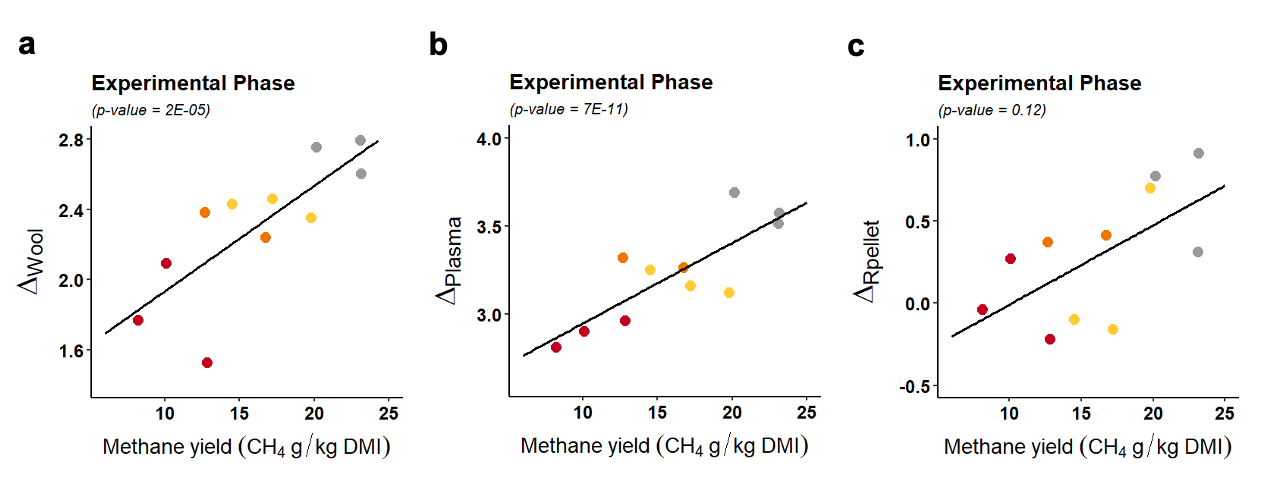 a
Experimental Phase
(p-value = 2E-05)
2.8
2.4
2.0
1.6
ΔWool
10 15 20 25
Methane yield (CH₄ g/kg DMI)
b
Experimental Phase
(p-value = 7E-11)
4.0
3.5
3.0
ΔPlasma
10 15 20 25
Methane yield (CH₄ g/kg DMI)
c
Experimental Phase
(p-value = 0.12)
1.0
0.5
0.0
-0.5
ΔRpellet
10 15 20 25
Methane yield (CH₄ g/kg DMI)